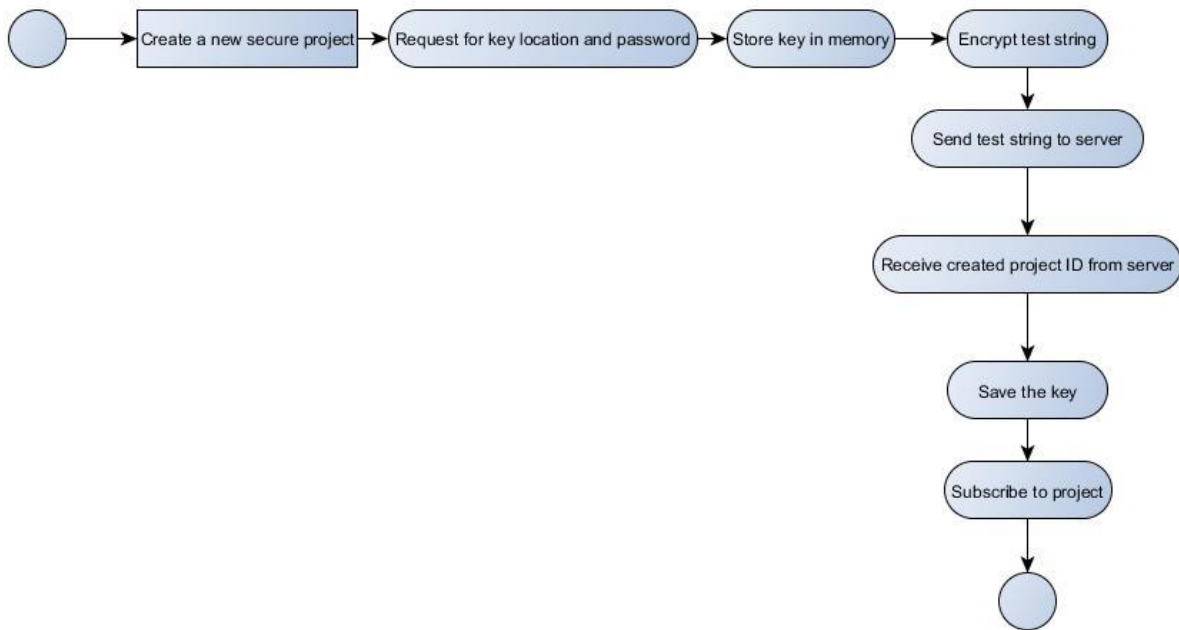 Create a new secure project
Request for key location and password
Store key in memory
Encrypt test string
Send test string to server
Receive created project ID from server
Save the key
Subscribe to project